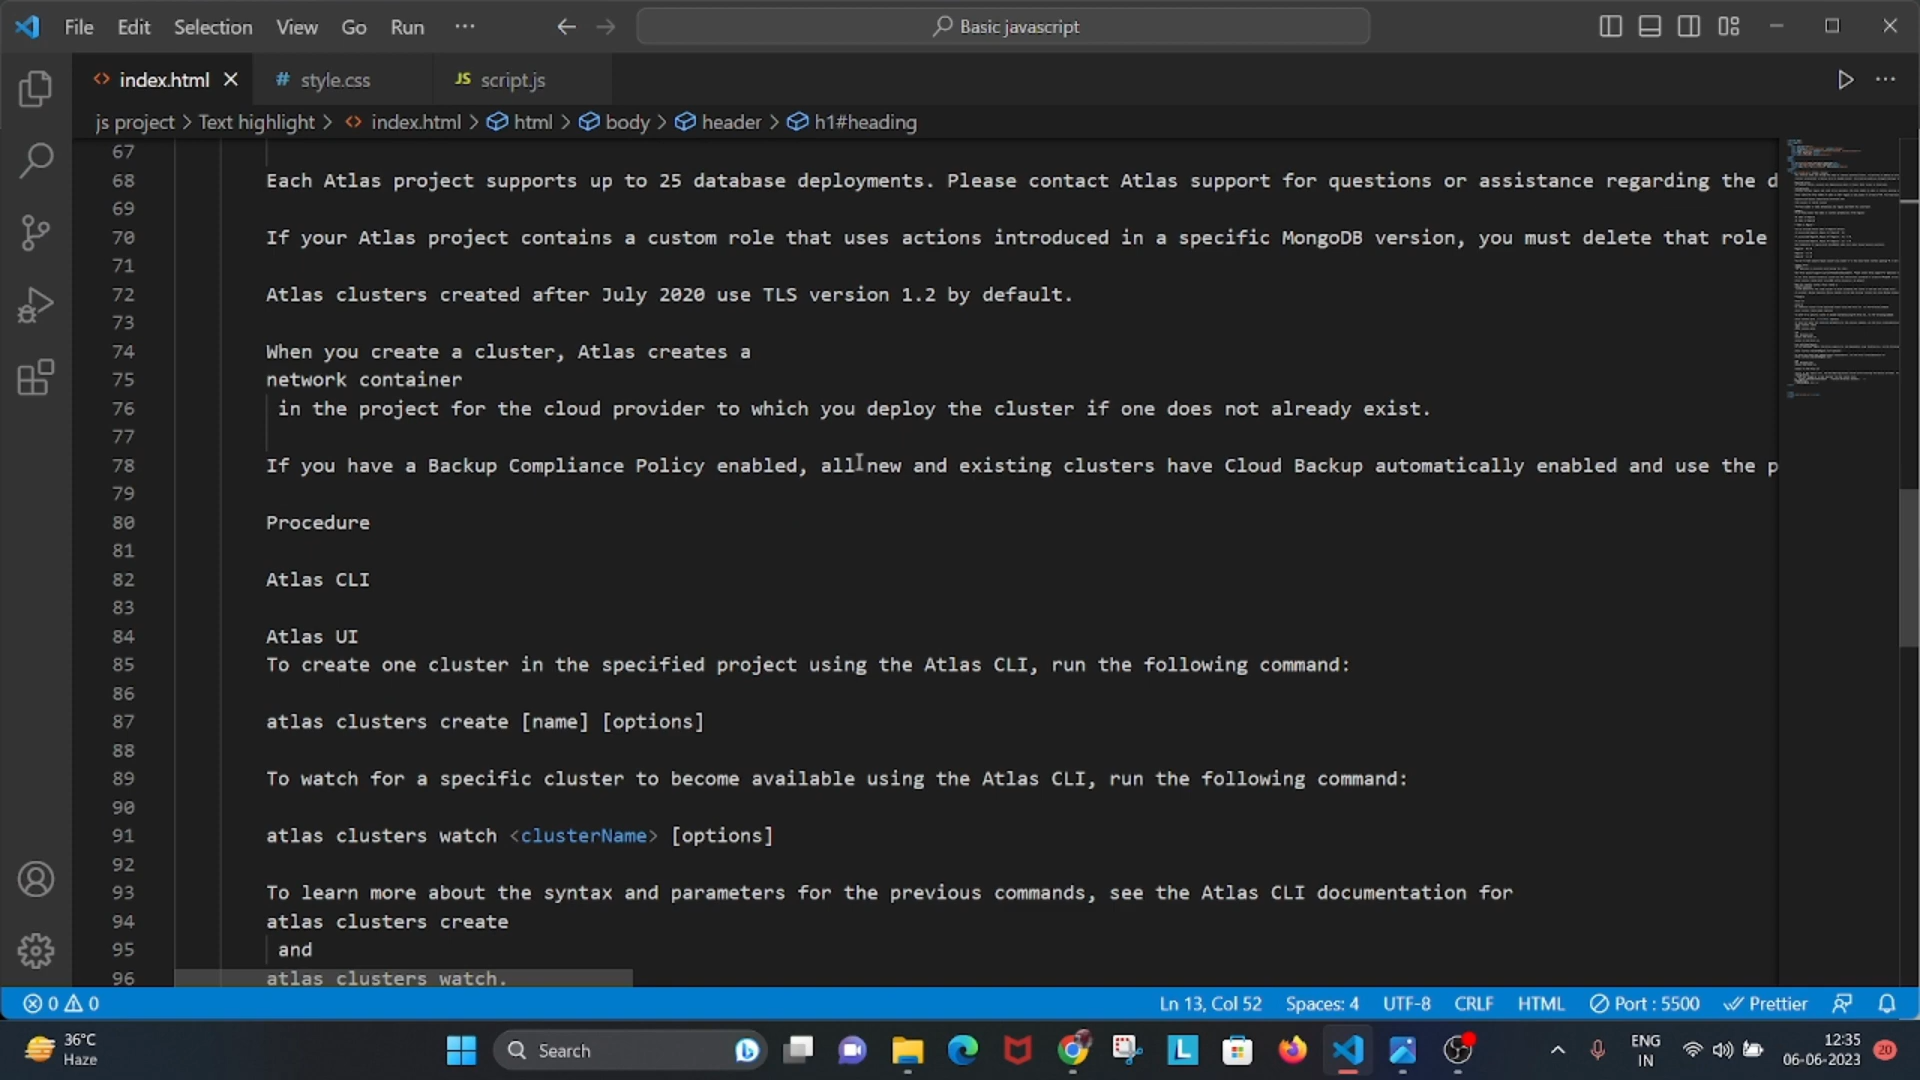 File Edit Selection View Go Run ··· Basic javascript
index.html # style.css JS script.js
js project > Text highlight > index.html > html > body > header > h1#heading
67
68 Each Atlas project supports up to 25 database deployments. Please contact Atlas support for questions or assistance regarding the d
69
70 If your Atlas project contains a custom role that uses actions introduced in a specific MongoDB version, you must delete that role
71
72 Atlas clusters created after July 2020 use TLS version 1.2 by default.
73
74 When you create a cluster, Atlas creates a
75 network container
76 in the project for the cloud provider to which you deploy the cluster if one does not already exist.
77
78 If you have a Backup Compliance Policy enabled, all new and existing clusters have Cloud Backup automatically enabled and use the p
79
80 Procedure
81
82 Atlas CLI
83
84 Atlas UI
85 To create one cluster in the specified project using the Atlas CLI, run the following command:
86
87 atlas clusters create [name] [options]
88
89 To watch for a specific cluster to become available using the Atlas CLI, run the following command:
90
91 atlas clusters watch <clusterName> [options]
92
93 To learn more about the syntax and parameters for the previous commands, see the Atlas CLI documentation for
94 atlas clusters create
95 and
96 atlas clusters watch.
0 0 Ln 13, Col 52 Spaces: 4 UTF-8 CRLF HTML Port : 5500 Prettier
36°C Search L ENG 12:35
Haze IN 06-06-2023 20